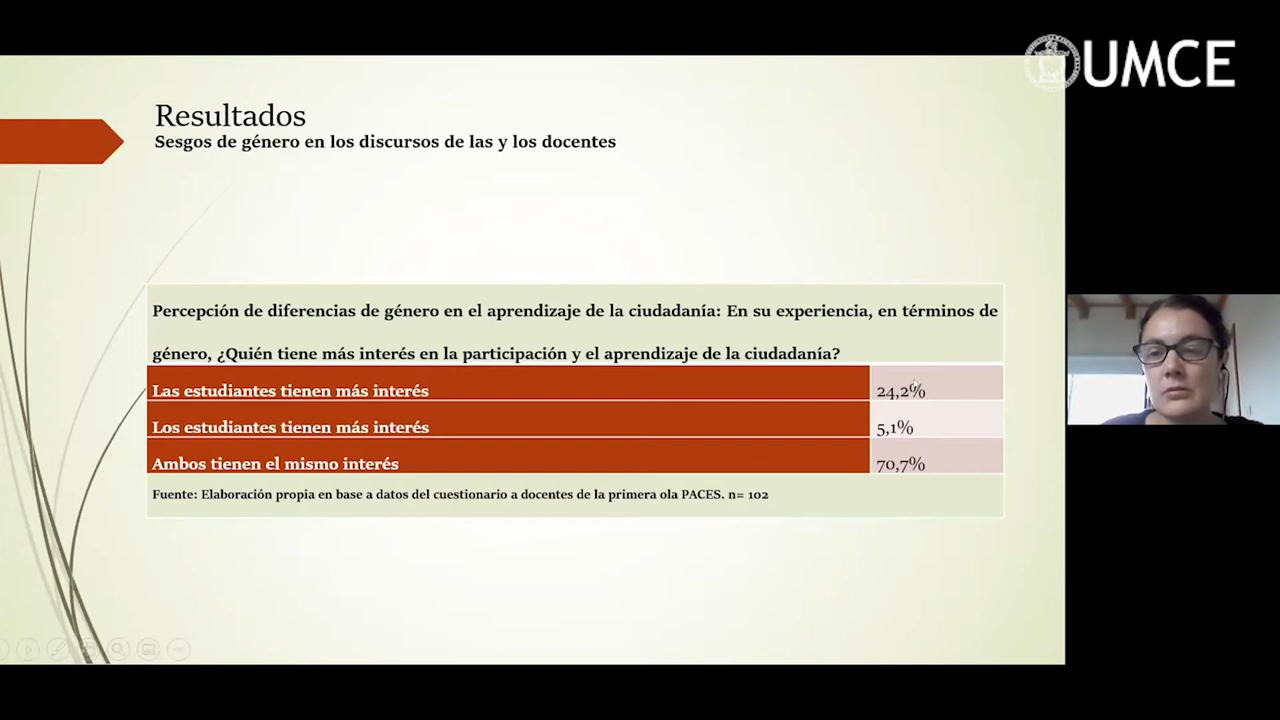 UMCE
Resultados
Sesgos de género en los discursos de las y los docentes
Percepción de diferencias de género en el aprendizaje de la ciudadanía: En su experiencia, en términos de
género, ¿Quién tiene más interés en la participación y el aprendizaje de la ciudadanía?
Las estudiantes tienen más interés 24,2%
Los estudiantes tienen más interés 5,1%
Ambos tienen el mismo interés 70,7%
Fuente: Elaboración propia en base a datos del cuestionario a docentes de la primera ola PACES. n= 102